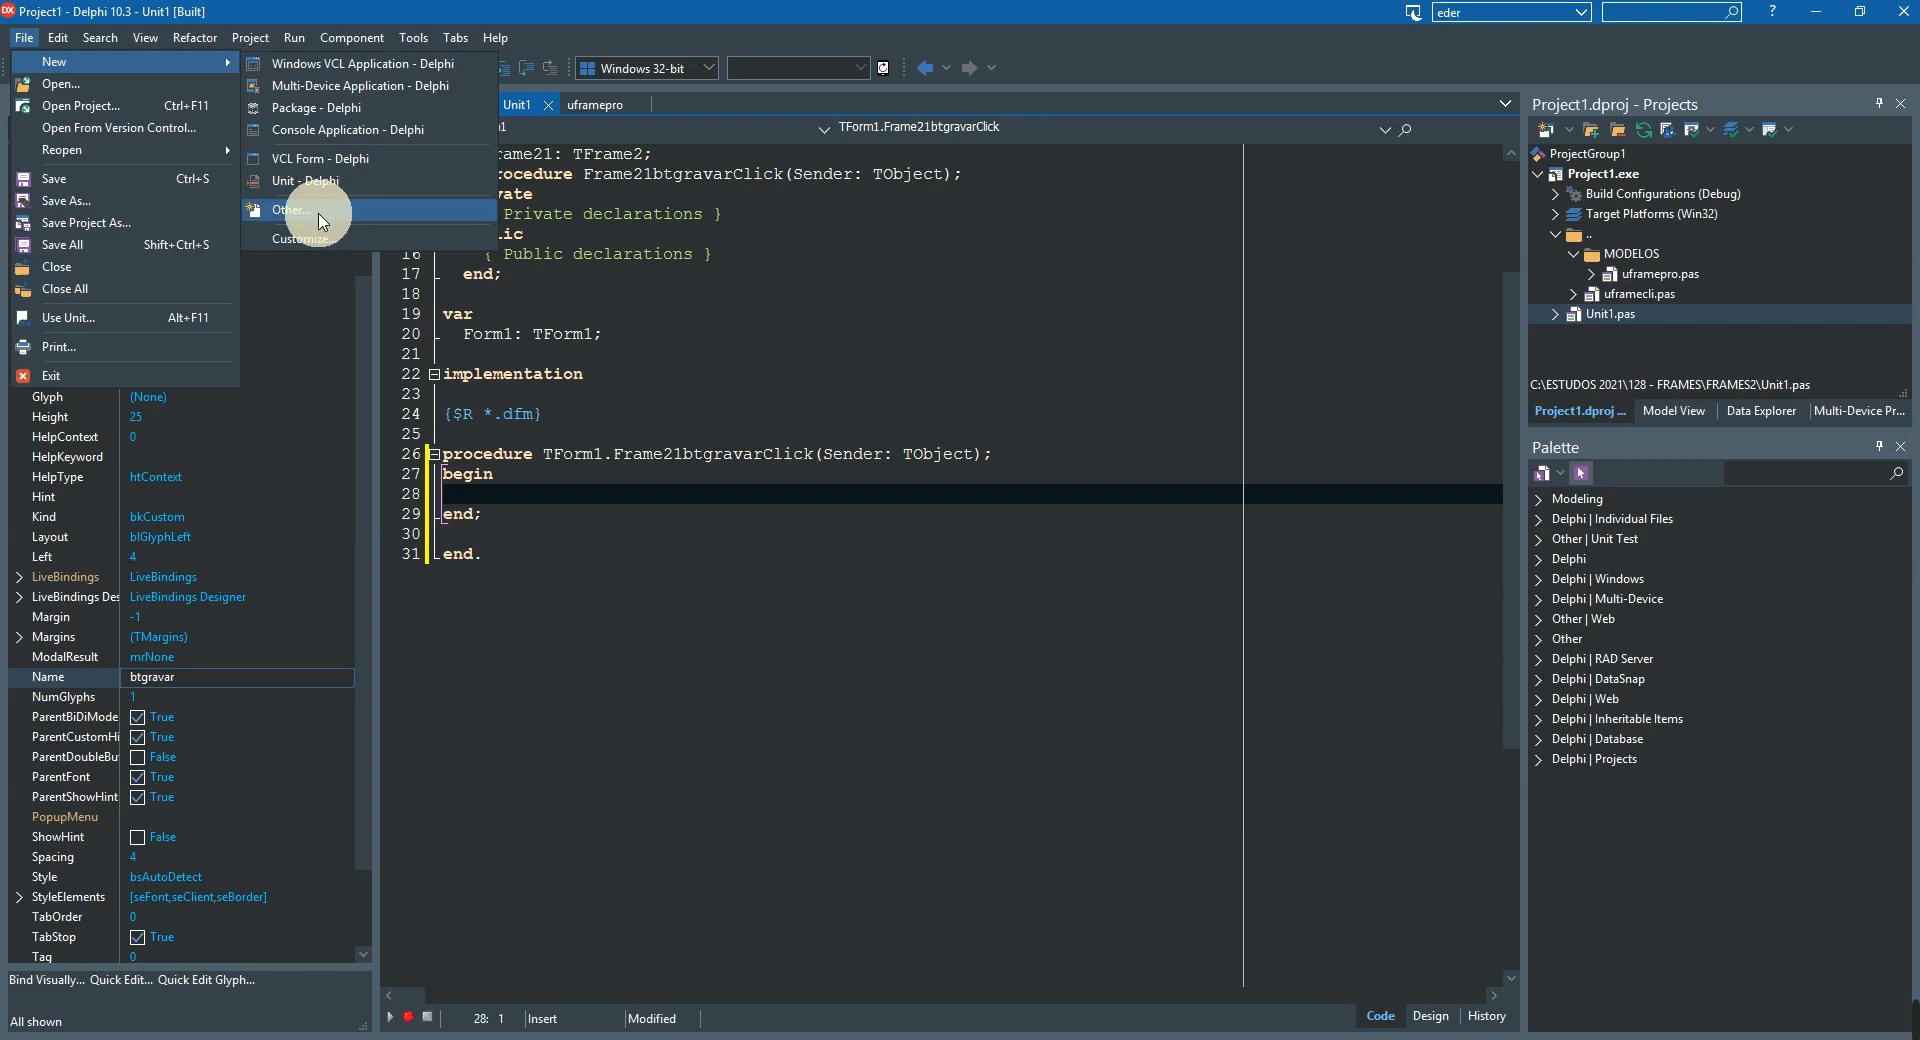 Project1 - Delphi 10.3 - Unit1 [Built]
eder
?
File Edit Search View Refactor Project Run Component Tools Tabs Help
New
Open...
Open Project... Ctrl+F11
Open From Version Control...
Reopen
Save Ctrl+S
Save As...
Save Project As...
Save All Shift+Ctrl+S
Close
Close All
Use Unit... Alt+F11
Print...
Exit
Windows VCL Application - Delphi
Multi-Device Application - Delphi
Package - Delphi
Console Application - Delphi
VCL Form - Delphi
Unit - Delphi
Other...
Customize...
Windows 32-bit
Unit1 uframepro
TForm1.Frame21btgravarClick
rame21: TFrame2;
rocedure Frame21btgravarClick(Sender: TObject);
vate
Private declarations }
lic
16 { Public declarations }
17 end;
18
19 var
20 Form1: TForm1;
21
22 implementation
23
24 {$R *.dfm}
25
26 procedure TForm1.Frame21btgravarClick(Sender: TObject);
27 begin
28
29 end;
30
31 end.
Glyph (None)
Height 25
HelpContext 0
HelpKeyword
HelpType htContext
Hint
Kind bkCustom
Layout blGlyphLeft
Left 4
LiveBindings LiveBindings
LiveBindings Des LiveBindings Designer
Margin -1
Margins (TMargins)
ModalResult mrNone
Name btgravar
NumGlyphs 1
ParentBiDiMode True
ParentCustomHi True
ParentDoubleBu False
ParentFont True
ParentShowHint True
PopupMenu
ShowHint False
Spacing 4
Style bsAutoDetect
StyleElements [seFont,seClient,seBorder]
TabOrder 0
TabStop True
Tag 0
Bind Visually... Quick Edit... Quick Edit Glyph...
All shown
28: 1 Insert Modified
Code Design History
Project1.dproj - Projects
ProjectGroup1
Project1.exe
Build Configurations (Debug)
Target Platforms (Win32)
..
MODELOS
uframepro.pas
uframecli.pas
Unit1.pas
C:\ESTUDOS 2021\128 - FRAMES\FRAMES2\Unit1.pas
Project1.dproj ... Model View Data Explorer Multi-Device Pr...
Palette
Modeling
Delphi | Individual Files
Other | Unit Test
Delphi
Delphi | Windows
Delphi | Multi-Device
Other | Web
Other
Delphi | RAD Server
Delphi | DataSnap
Delphi | Web
Delphi | Inheritable Items
Delphi | Database
Delphi | Projects